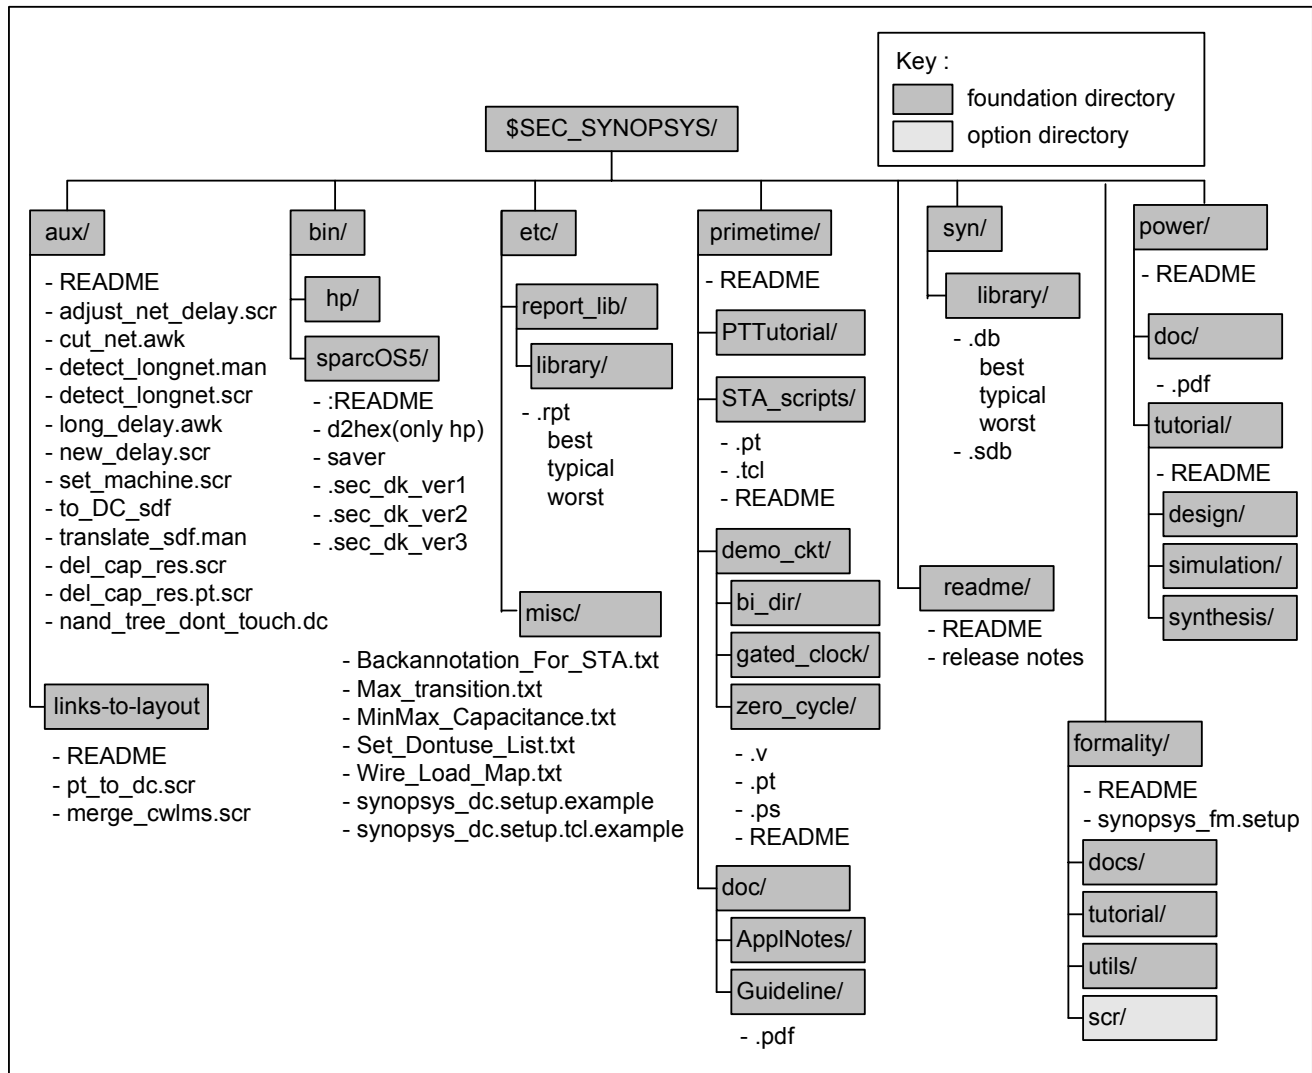 Key :
foundation directory
option directory
$SEC_SYNOPSYS/
aux/
- README
- adjust_net_delay.scr
- cut_net.awk
- detect_longnet.man
- detect_longnet.scr
- long_delay.awk
- new_delay.scr
- set_machine.scr
- to_DC_sdf
- translate_sdf.man
- del_cap_res.scr
- del_cap_res.pt.scr
- nand_tree_dont_touch.dc
links-to-layout
- README
- pt_to_dc.scr
- merge_cwlms.scr
bin/
hp/
sparcOS5/
- :README
- d2hex(only hp)
- saver
- .sec_dk_ver1
- .sec_dk_ver2
- .sec_dk_ver3
etc/
report_lib/
library/
- .rpt
best
typical
worst
misc/
- Backannotation_For_STA.txt
- Max_transition.txt
- MinMax_Capacitance.txt
- Set_Dontuse_List.txt
- Wire_Load_Map.txt
- synopsys_dc.setup.example
- synopsys_dc.setup.tcl.example
primetime/
- README
PTTutorial/
STA_scripts/
- .pt
- .tcl
- README
demo_ckt/
bi_dir/
gated_clock/
zero_cycle/
- .v
- .pt
- .ps
- README
doc/
ApplNotes/
Guideline/
- .pdf
readme/
- README
- release notes
syn/
library/
- .db
best
typical
worst
- .sdb
formality/
- README
- synopsys_fm.setup
docs/
tutorial/
utils/
scr/
power/
- README
doc/
- .pdf
tutorial/
- README
design/
simulation/
synthesis/